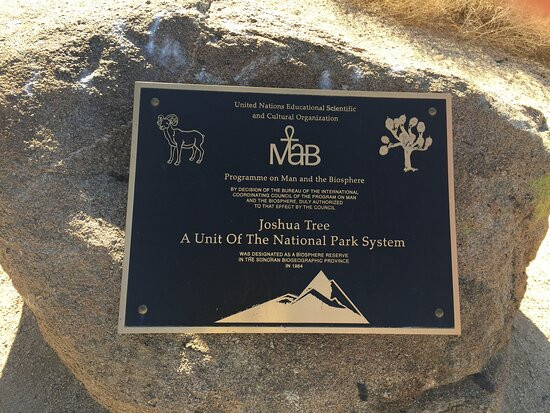 United Nations Educational Scientific
and Cultural Organization
MaB
Programme on Man and the Biosphere
BY DECISION OF THE BUREAU OF THE INTERNATIONAL
COORDINATING COUNCIL OF THE PROGRAM ON MAN
AND THE BIOSPHERE, DULY AUTHORIZED
TO THAT EFFECT BY THE COUNCIL
Joshua Tree
A Unit Of The National Park System
WAS DESIGNATED AS A BIOSPHERE RESERVE
IN THE SONORAN BIOGEOGRAPHIC PROVINCE
IN 1984